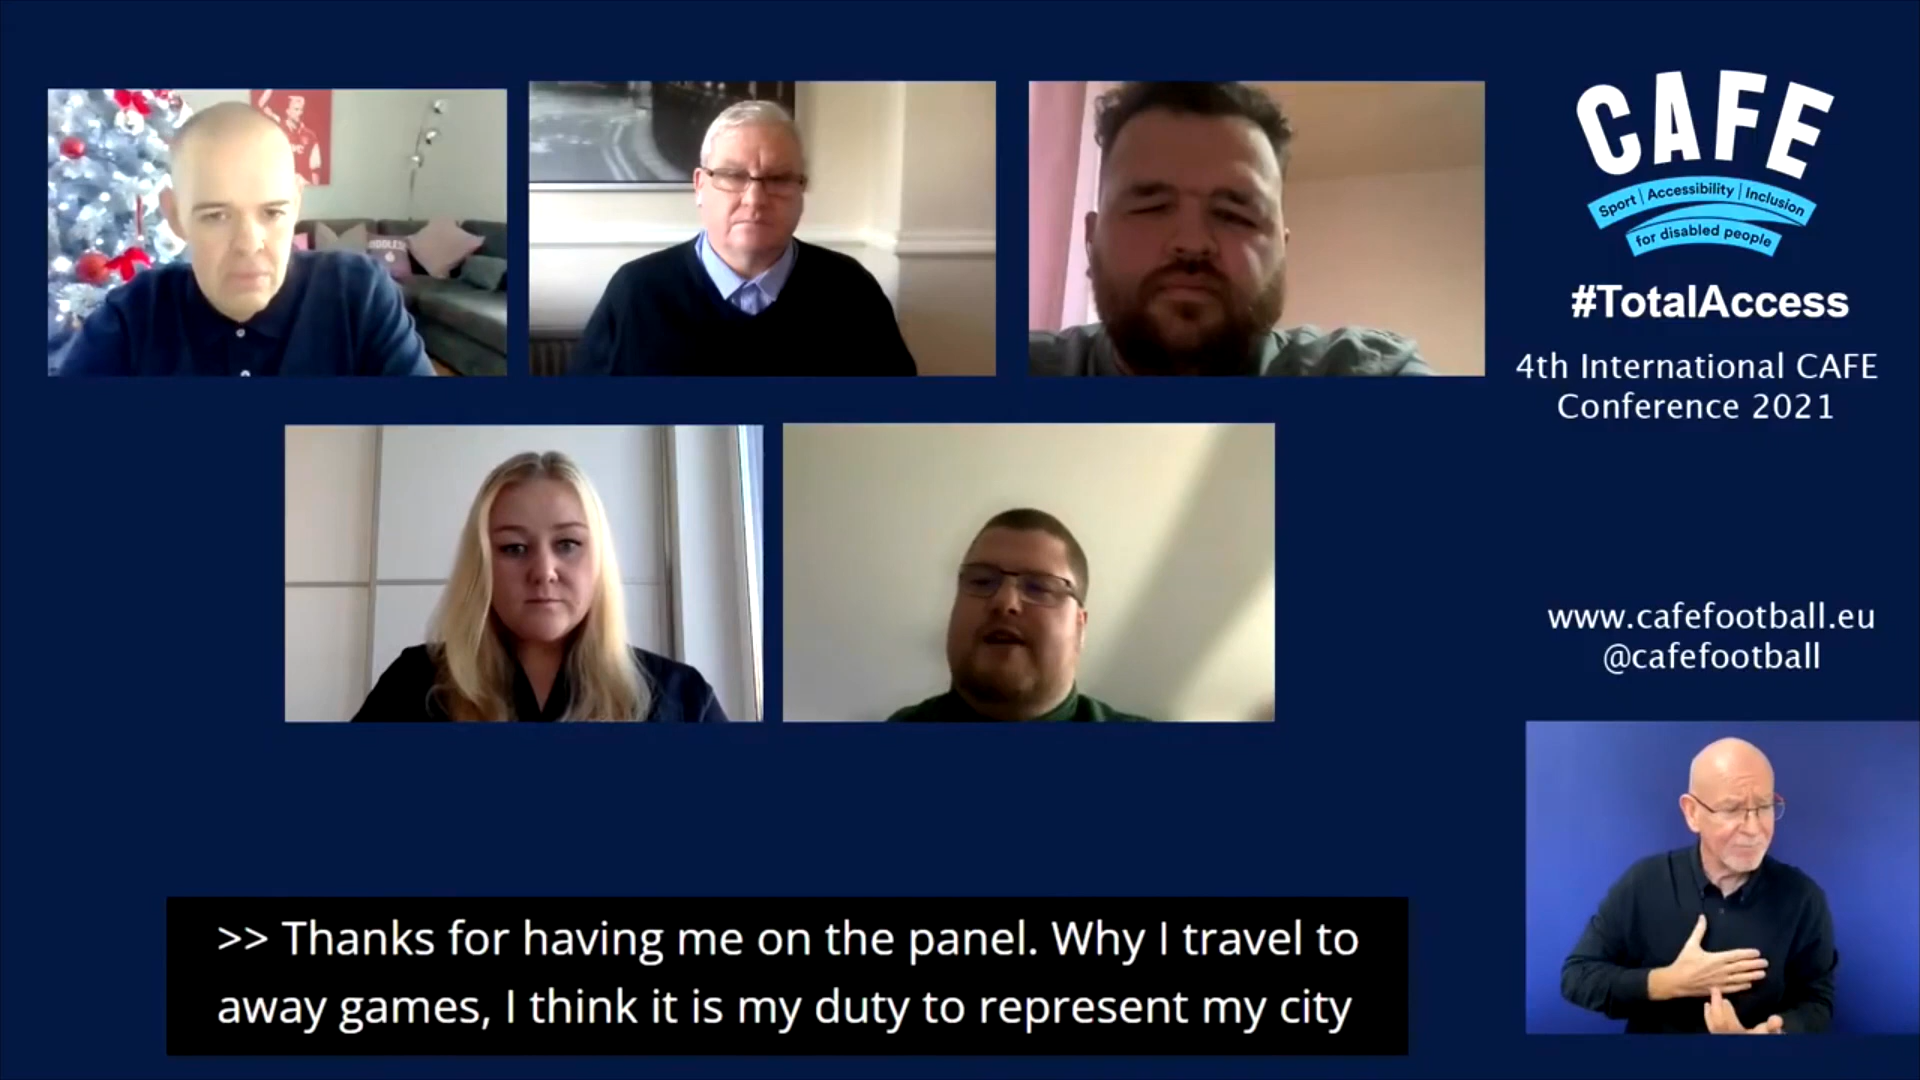 CAFE
Sport | Accessibility | Inclusion
for disabled people
#TotalAccess
4th International CAFE
Conference 2021
www.cafefootball.eu
@cafefootball
>> Thanks for having me on the panel. Why I travel to
away games, I think it is my duty to represent my city